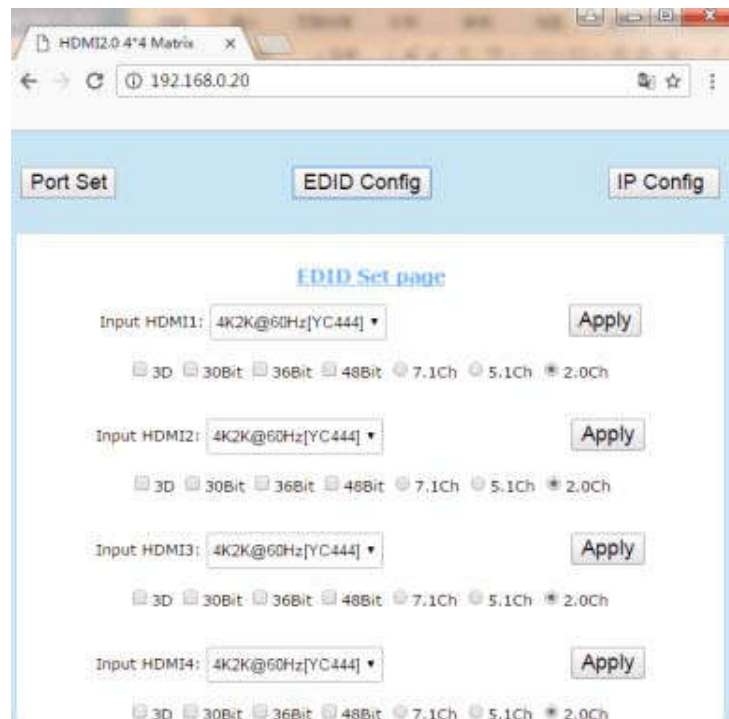 HDMI2.0 4*4 Matrix
192.168.0.20
Port Set EDID Config IP Config
EDID Set page
Input HDMI1: 4K2K@60Hz[YC444] Apply
3D 30Bit 36Bit 48Bit 7.1Ch 5.1Ch 2.0Ch
Input HDMI2: 4K2K@60Hz[YC444] Apply
3D 30Bit 36Bit 48Bit 7.1Ch 5.1Ch 2.0Ch
Input HDMI3: 4K2K@60Hz[YC444] Apply
3D 30Bit 36Bit 48Bit 7.1Ch 5.1Ch 2.0Ch
Input HDMI4: 4K2K@60Hz[YC444] Apply
3D 30Bit 36Bit 48Bit 7.1Ch 5.1Ch 2.0Ch